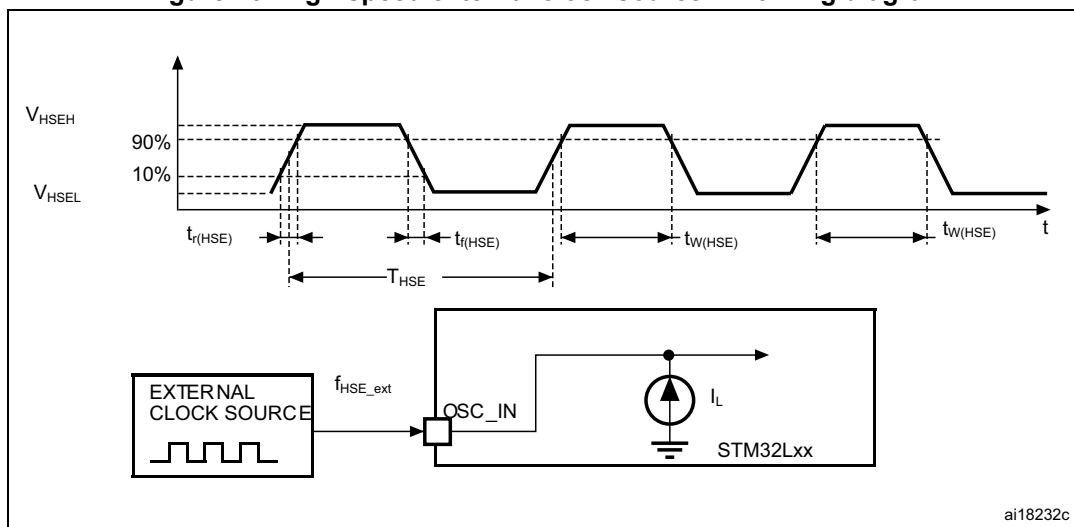 V_HSEH
90%
10%
V_HSEL
t_r(HSE)
t_f(HSE)
t_W(HSE)
t_W(HSE)
t
T_HSE
EXTERNAL
CLOCK SOURCE
f_HSE_ext
OSC_IN
I_L
STM32Lxx
ai18232c